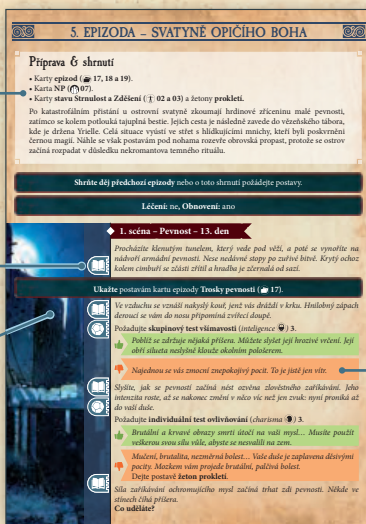 5. EPIZODA – SVATYNĚ OPIČÍHO BOHA
Příprava & shrnutí
• Karty epizod (17, 18 a 19).
• Karta NP (07).
• Karty stavu Strnulost a Zděšení (02 a 03) a žetony prokletí.
Po katastrofálním přistání u ostrovní svatyně zkoumají hrdinové zříceninu malé pevnosti,
zatímco se kolem potlouká tajuplná bestie. Jejich cesta je následně zavede do vězeňského tábora,
kde je držena Yrielle. Celá situace vyústí ve střet s hlídkujícími mnichy, kteří byli poskvrněni
černou magií. Náhle se však postavám pod nohama rozevře obrovská propast, protože se ostrov
začíná rozpadat v důsledku nekromantova temného rituálu.
Shrňte děj předchozí epizody nebo o toto shrnutí požádejte postavy.
Léčení: ne, Obnovení: ano
1. scéna – Pevnost – 13. den
Procházíte klenutým tunelem, který vede pod věží, a poté se vynoříte na
nádvoří armádní pevnosti. Nese nedávné stopy po zuřivé bitvě. Krytý ochoz
kolem cimbuří se zčásti zřítil a hradba je zčernalá od sazí.
Ukažte postavám kartu epizody Trosky pevnosti (17).
Ve vzduchu se vznáší nakyslý kouř, jenž vás dráždí v krku. Hnilobný zápach
deroucí se vám do nosu připomíná zvířecí doupě.
Požadujte skupinový test všímavosti (inteligence) 3.
Poblíž se zdržuje nějaká příšera. Můžete slyšet její hrozivé vrčení. Její
obří silueta neslyšně klouže okolním pološerem.
Najednou se vás zmocní znepokojivý pocit. To je jistě jen vítr.
Slyšíte, jak se pevností začíná nést ozvěna zlověstného zaříkávání. Jeho
intenzita roste, až se nakonec změní v něco víc než jen zvuk: nyní proniká až
do vaší duše.
Požadujte individuální test ovlivňování (charisma) 3.
Brutální a krvavé obrazy smrti útočí na vaši mysl… Musíte použít
veškerou svou sílu vůle, abyste se nesvalili na zem.
Mučení, brutalita, nezměrná bolest… Vaše duše je zaplavena děsivými
pocity. Mozkem vám projede brutální, palčivá bolest.
Dejte postavě žeton prokletí.
Síla zaříkávání ochromujícího mysl začíná trhat zdi pevnosti. Někde ve
stínech číhá příšera.
Co uděláte?